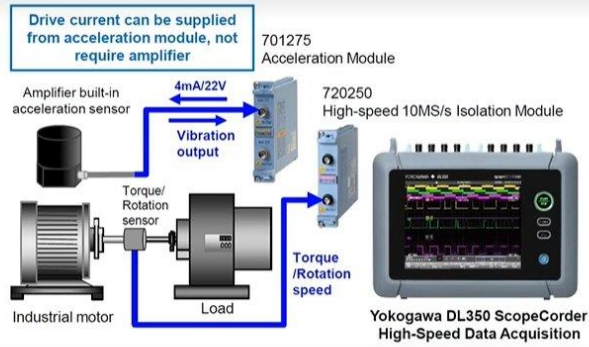 Drive current can be supplied
from acceleration module, not
require amplifier
701275
Acceleration Module
Amplifier built-in
acceleration sensor
4mA/22V
Vibration
output
720250
High-speed 10MS/s Isolation Module
Torque/
Rotation
sensor
Torque
/Rotation
speed
Industrial motor
Load
YOKOGAWA
DL350
Yokogawa DL350 ScopeCorder
High-Speed Data Acquisition